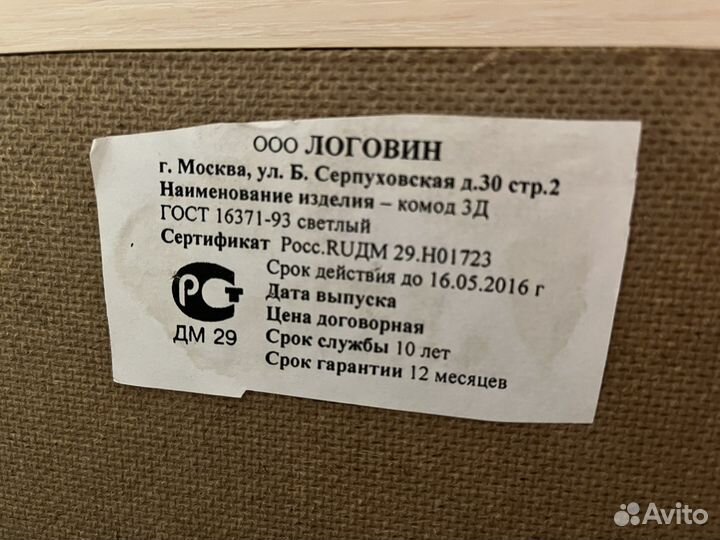 ООО ЛОГОВИН
г. Москва, ул. Б. Серпуховская д.30 стр.2
Наименование изделия – комод 3Д
ГОСТ 16371-93 светлый
Сертификат Росс.RUДМ 29.Н01723
Срок действия до 16.05.2016 г
Дата выпуска
Цена договорная
Срок службы 10 лет
Срок гарантии 12 месяцев
РСТ
ДМ 29
Avito